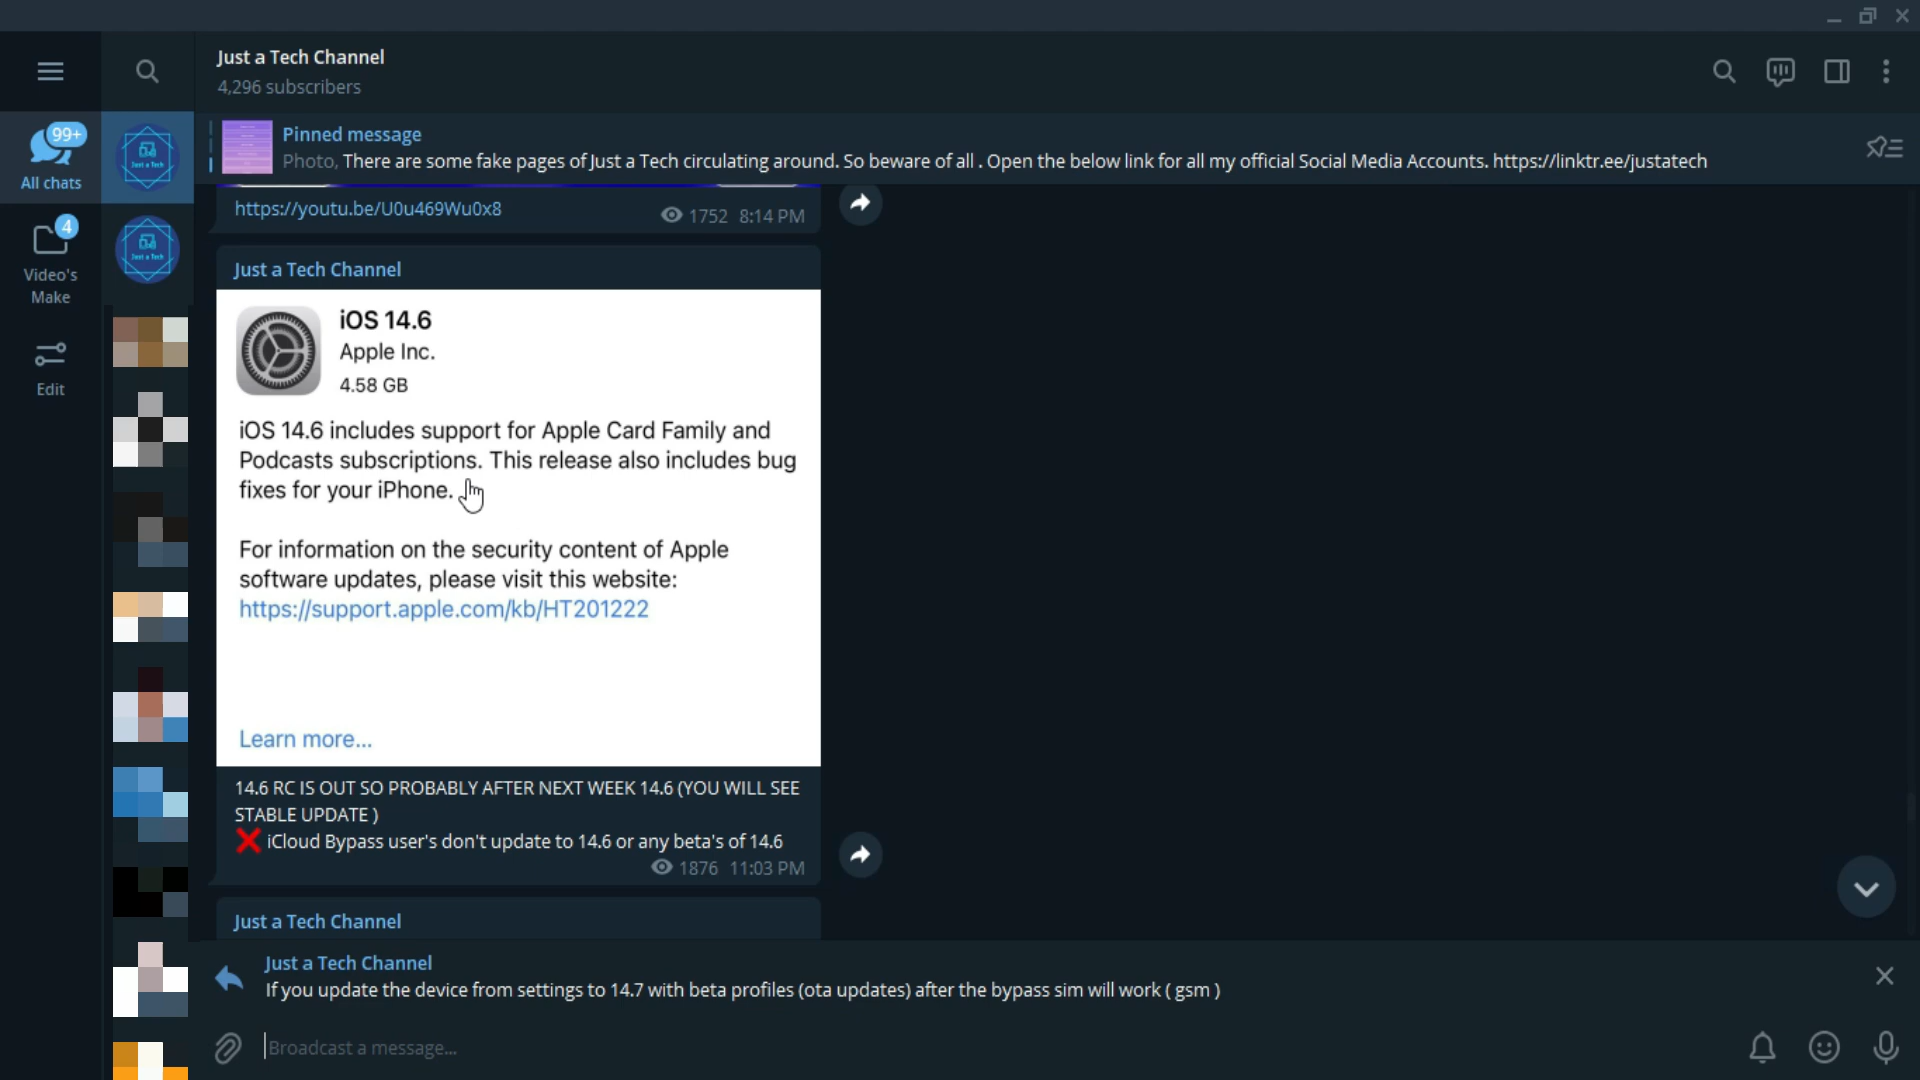 Just a Tech Channel
4,296 subscribers
99+
All chats
Pinned message
Photo, There are some fake pages of Just a Tech circulating around. So beware of all . Open the below link for all my official Social Media Accounts. https://linktr.ee/justatech
Just a Tech
https://youtu.be/U0u469Wu0x8
1752 8:14 PM
4
Video's
Make
Just a Tech
Just a Tech Channel
iOS 14.6
Apple Inc.
4.58 GB
Edit
iOS 14.6 includes support for Apple Card Family and
Podcasts subscriptions. This release also includes bug
fixes for your iPhone.
For information on the security content of Apple
software updates, please visit this website:
https://support.apple.com/kb/HT201222
Learn more...
14.6 RC IS OUT SO PROBABLY AFTER NEXT WEEK 14.6 (YOU WILL SEE
STABLE UPDATE )
❌ iCloud Bypass user's don't update to 14.6 or any beta's of 14.6
1876 11:03 PM
Just a Tech Channel
Just a Tech Channel
If you update the device from settings to 14.7 with beta profiles (ota updates) after the bypass sim will work ( gsm )
Broadcast a message...